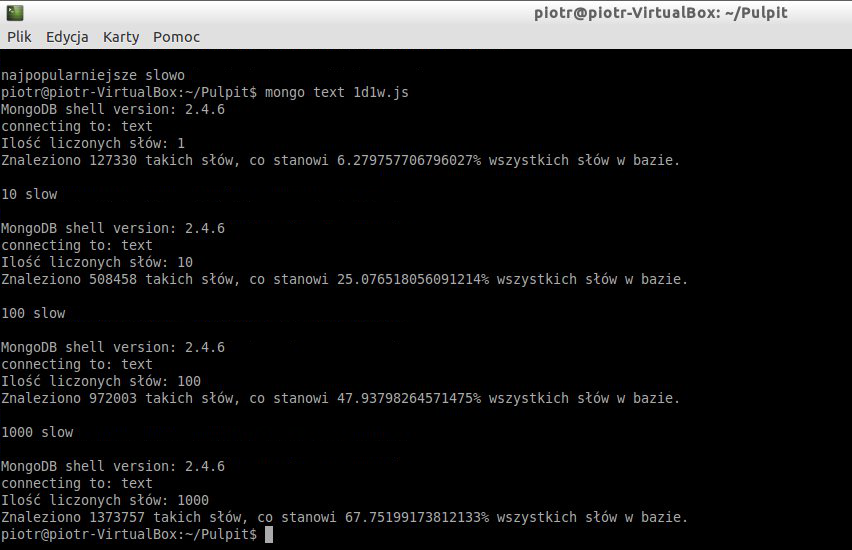 piotr@piotr-VirtualBox: ~/Pulpit
Plik Edycja Karty Pomoc
najpopularniejsze slowo
piotr@piotr-VirtualBox:~/Pulpit$ mongo text 1d1w.js
MongoDB shell version: 2.4.6
connecting to: text
Ilość liczonych słów: 1
Znaleziono 127330 takich słów, co stanowi 6.279757706796027% wszystkich słów w bazie.
10 slow
MongoDB shell version: 2.4.6
connecting to: text
Ilość liczonych słów: 10
Znaleziono 508458 takich słów, co stanowi 25.076518056091214% wszystkich słów w bazie.
100 slow
MongoDB shell version: 2.4.6
connecting to: text
Ilość liczonych słów: 100
Znaleziono 972003 takich słów, co stanowi 47.93798264571475% wszystkich słów w bazie.
1000 slow
MongoDB shell version: 2.4.6
connecting to: text
Ilość liczonych słów: 1000
Znaleziono 1373757 takich słów, co stanowi 67.75199173812133% wszystkich słów w bazie.
piotr@piotr-VirtualBox:~/Pulpit$